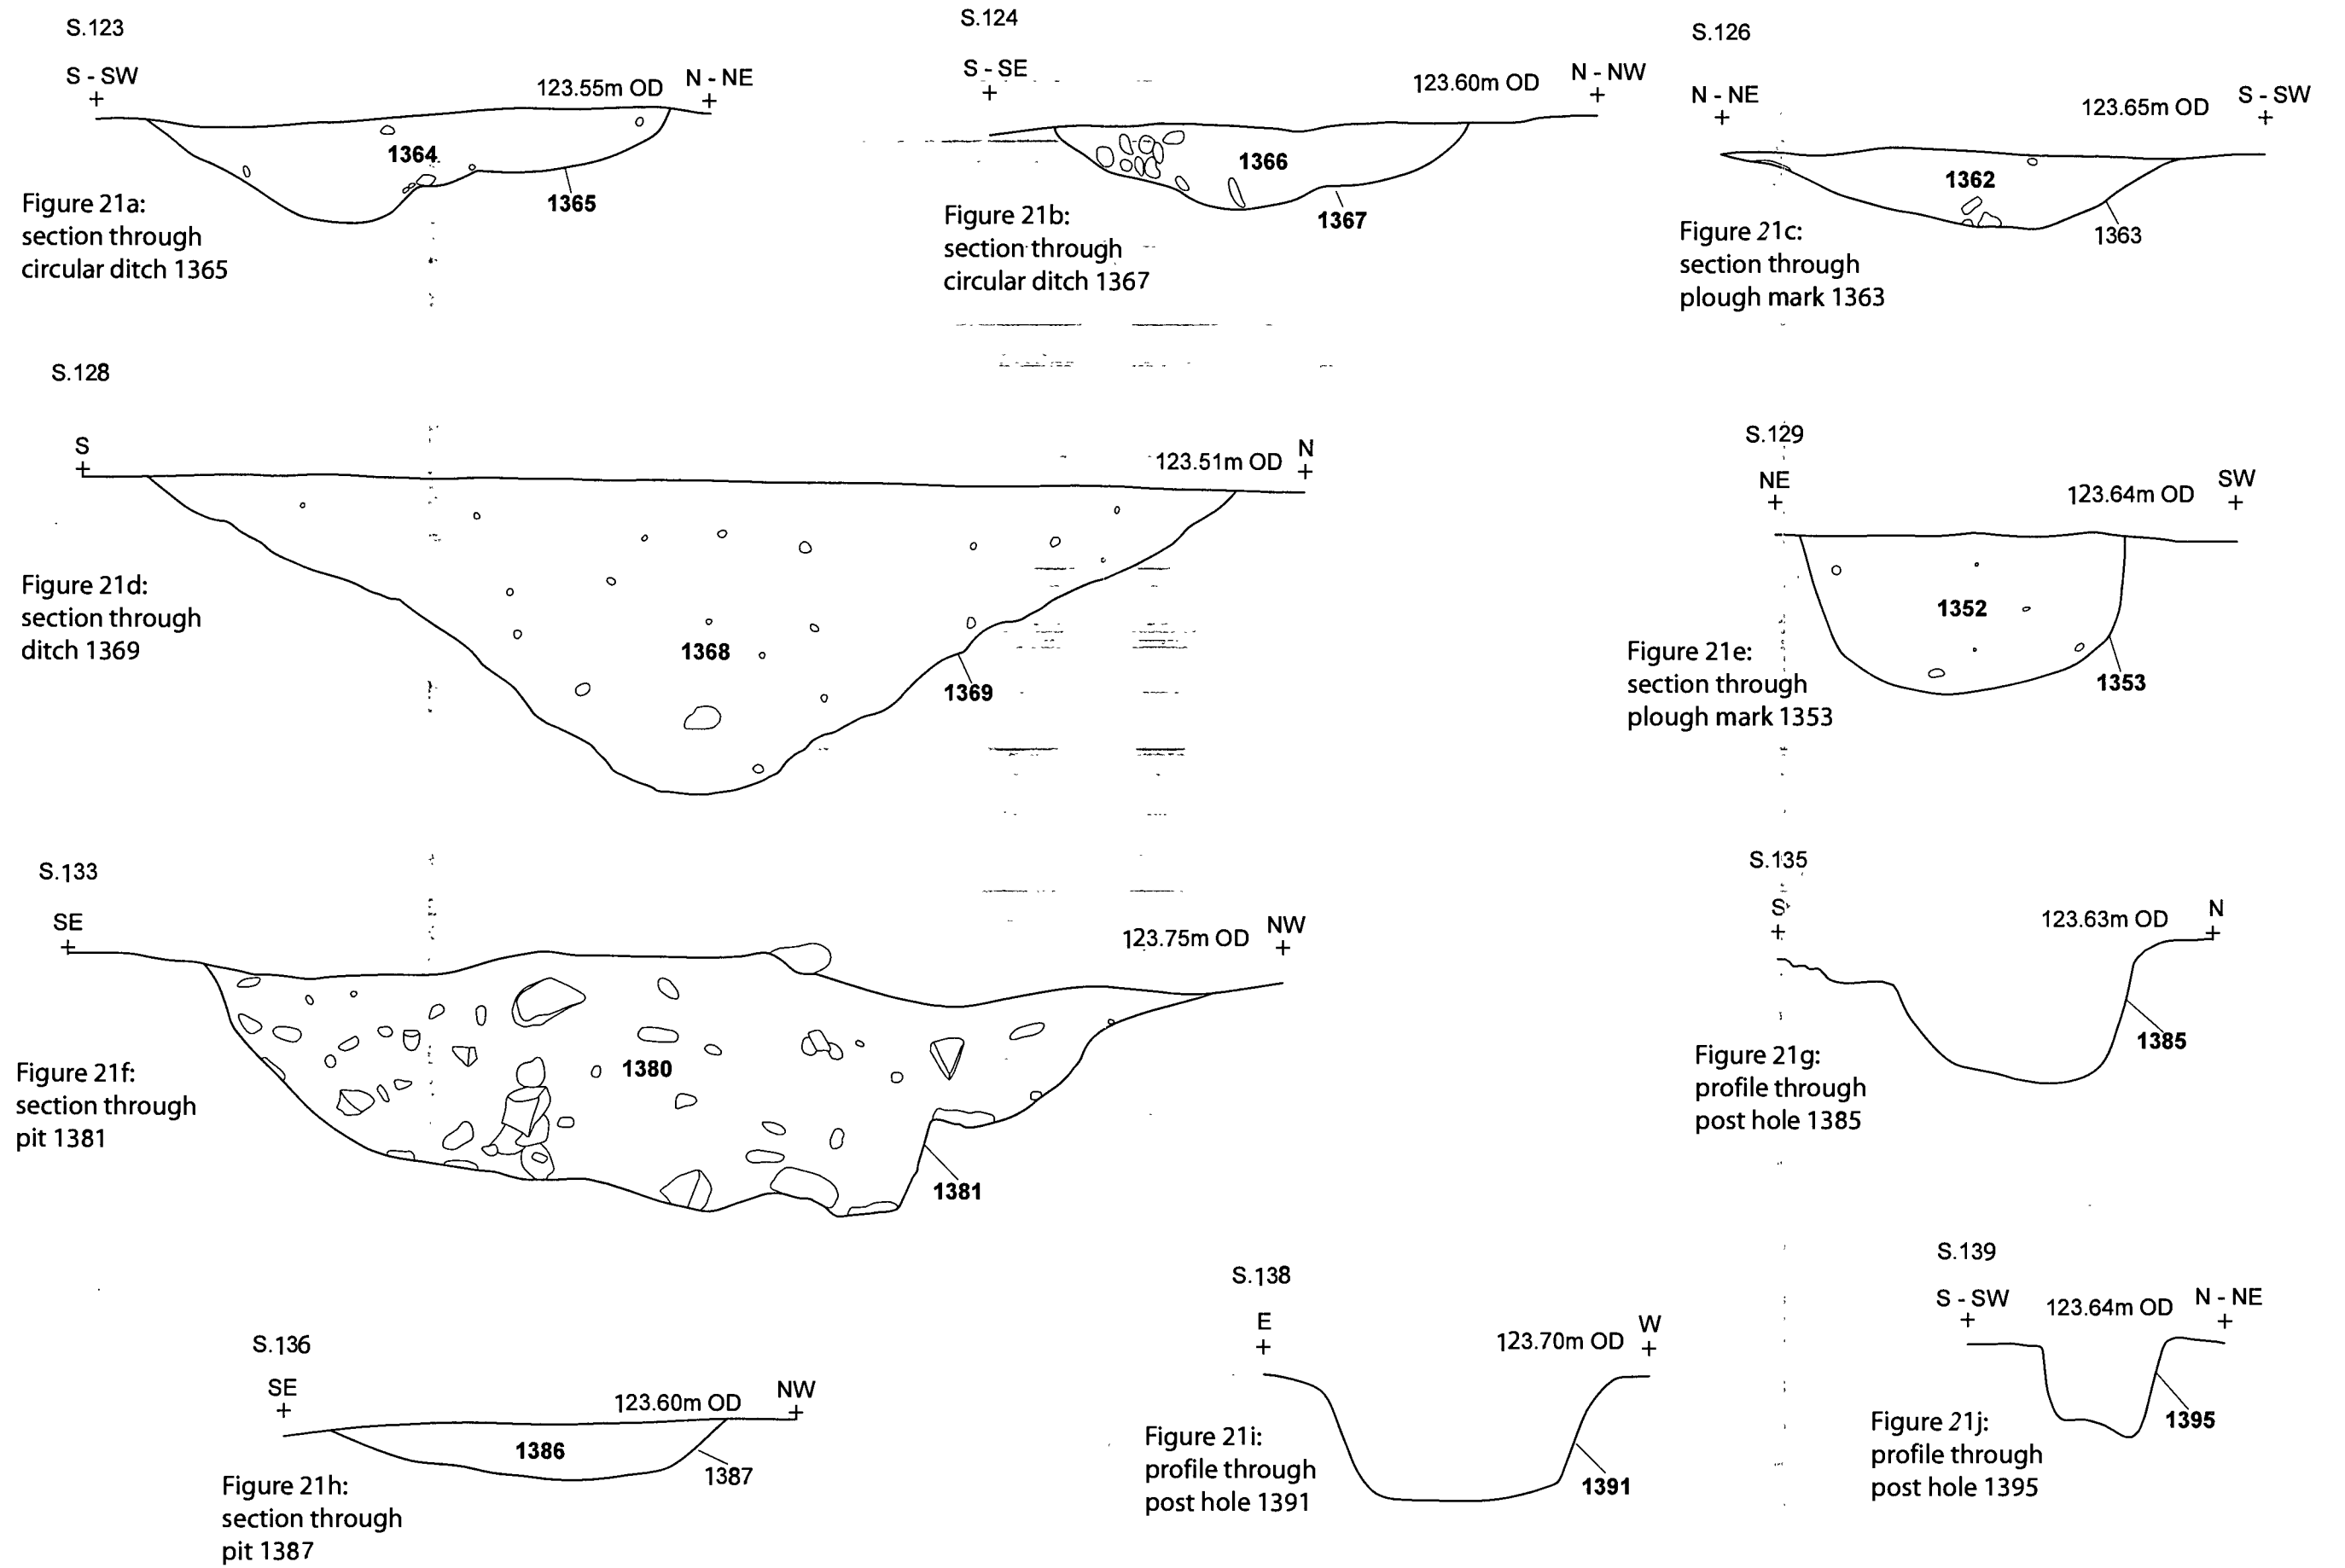 S.123
S - SW
123.55m OD
N - NE
1364
1365
Figure 21a:
section through
circular ditch 1365
S.124
S - SE
123.60m OD
N - NW
1366
1367
Figure 21b:
section through
circular ditch 1367
S.126
N - NE
123.65m OD
S - SW
1362
1363
Figure 21c:
section through
plough mark 1363
S.128
S
123.51m OD
N
1368
1369
Figure 21d:
section through
ditch 1369
S.129
NE
123.64m OD
SW
1352
1353
Figure 21e:
section through
plough mark 1353
S.133
SE
123.75m OD
NW
1380
1381
Figure 21f:
section through
pit 1381
S.135
S
123.63m OD
N
1385
Figure 21g:
profile through
post hole 1385
S.136
SE
123.60m OD
NW
1386
1387
Figure 21h:
section through
pit 1387
S.138
E
123.70m OD
W
1391
Figure 21i:
profile through
post hole 1391
S.139
S - SW
123.64m OD
N - NE
1395
Figure 21j:
profile through
post hole 1395